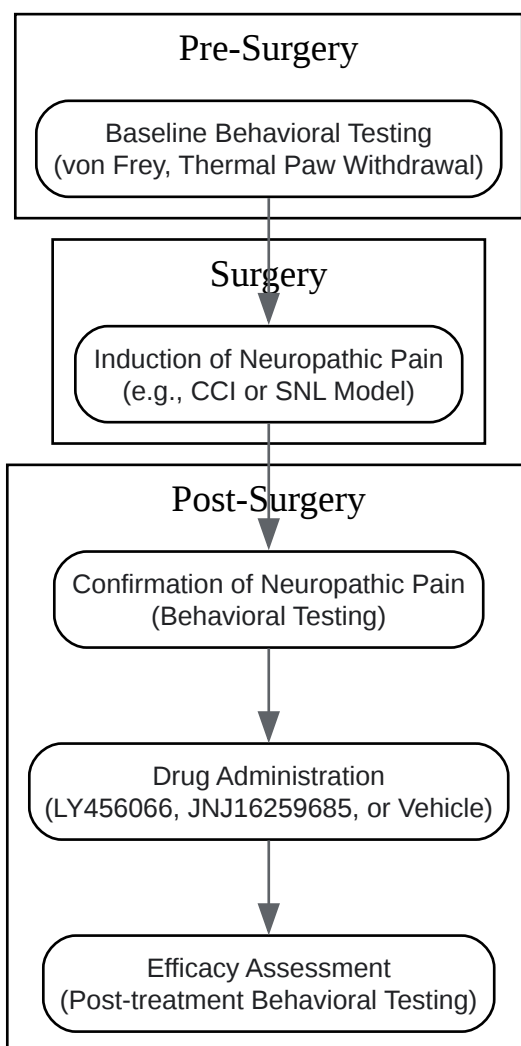 Pre-Surgery
Baseline Behavioral Testing
(von Frey, Thermal Paw Withdrawal)
Surgery
Induction of Neuropathic Pain
(e.g., CCI or SNL Model)
Post-Surgery
Confirmation of Neuropathic Pain
(Behavioral Testing)
Drug Administration
(LY456066, JNJ16259685, or Vehicle)
Efficacy Assessment
(Post-treatment Behavioral Testing)